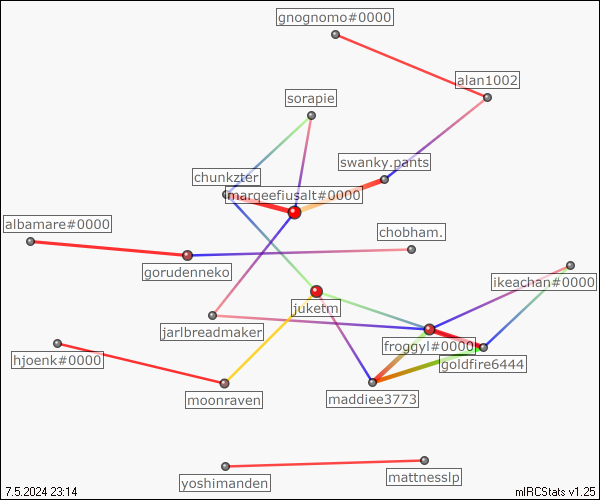 gnognomo#0000
alan1002
sorapie
swanky.pants
chunkzter
marqeefiusalt#0000
albamare#0000
chobham.
gorudenneko
ikeachan#0000
juketm
jarlbreadmaker
froggyl#0000
hjoenk#0000
goldfire6444
moonraven
maddiee3773
yoshimanden
mattnesslp
7.5.2024 23:14
mIRCStats v1.25